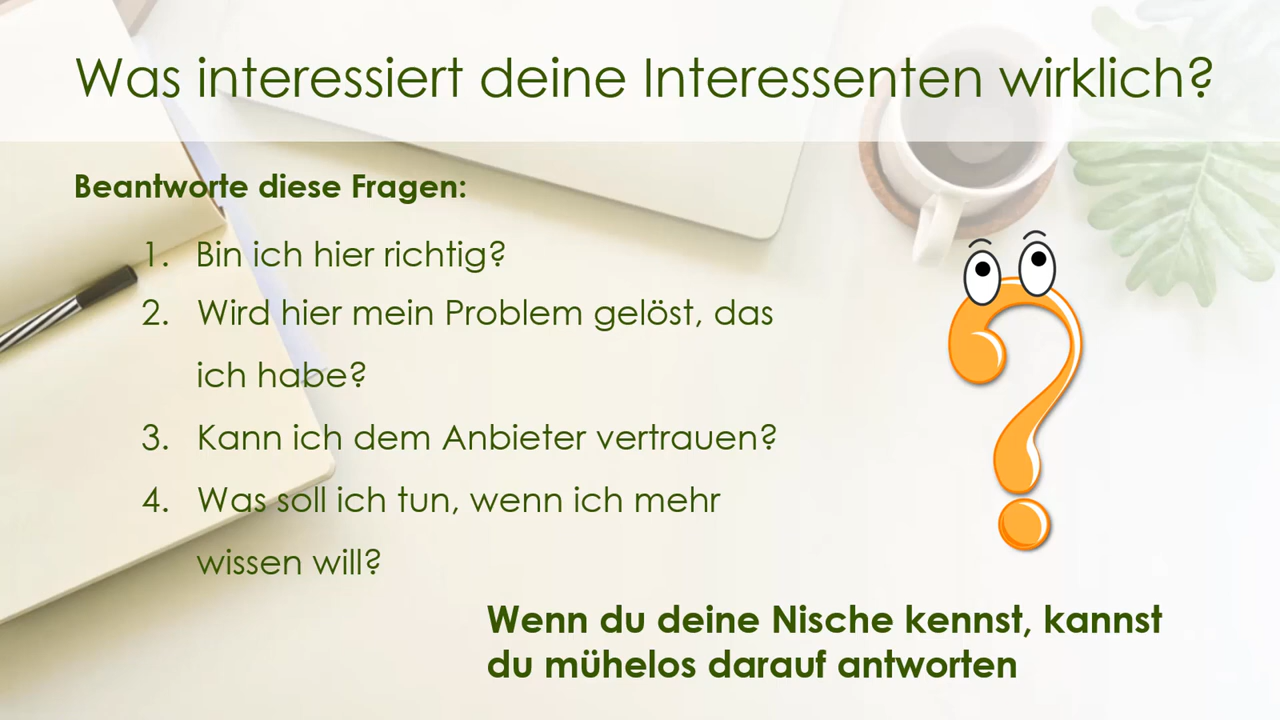 Was interessiert deine Interessenten wirklich?
Beantworte diese Fragen:
1. Bin ich hier richtig?
2. Wird hier mein Problem gelöst, das
ich habe?
3. Kann ich dem Anbieter vertrauen?
4. Was soll ich tun, wenn ich mehr
wissen will?
Wenn du deine Nische kennst, kannst
du mühelos darauf antworten